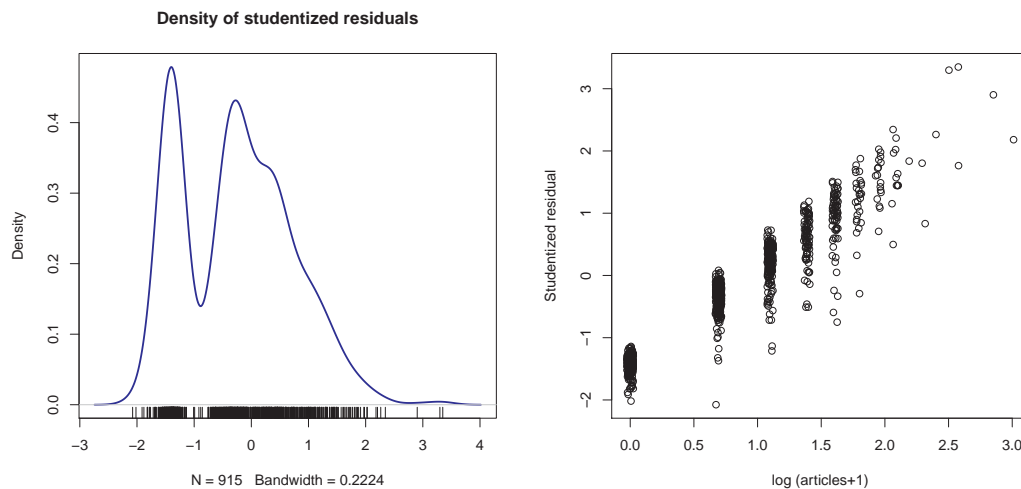 Density of studentized residuals
Density
0.0
0.1
0.2
0.3
0.4
−3 −2 −1 0 1 2 3 4
N = 915 Bandwidth = 0.2224
Studentized residual
−2
−1
0
1
2
3
0.0 0.5 1.0 1.5 2.0 2.5 3.0
log (articles+1)